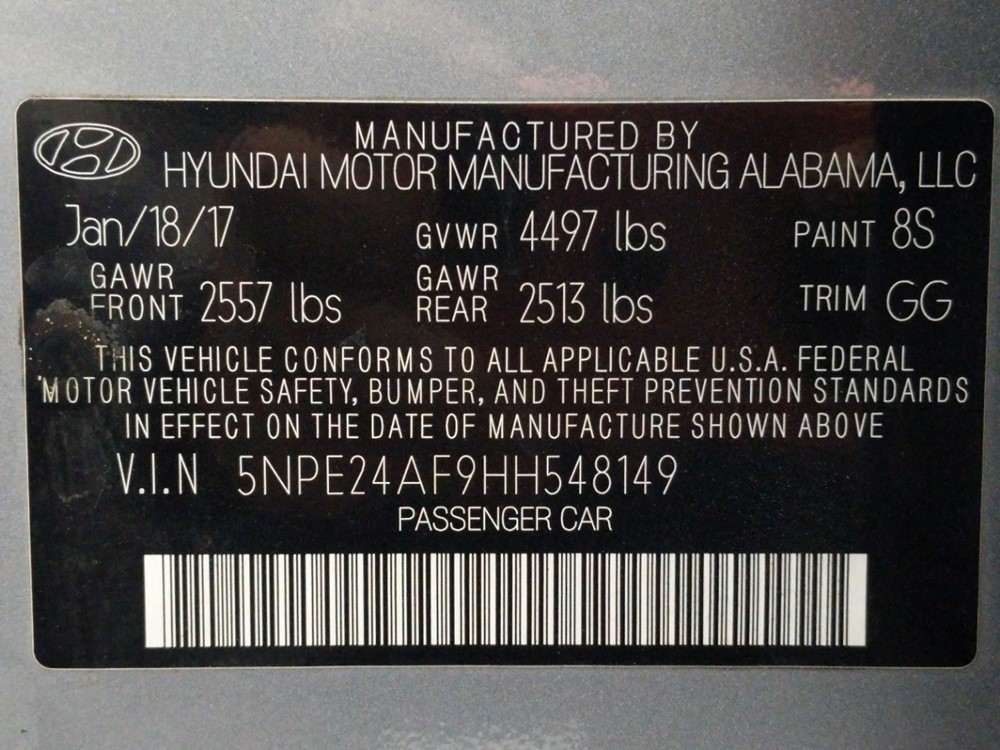 MANUFACTURED BY
HYUNDAI MOTOR MANUFACTURING ALABAMA, LLC
Jan/18/17 GVWR 4497 lbs PAINT 8S
GAWR FRONT 2557 lbs GAWR REAR 2513 lbs TRIM GG
THIS VEHICLE CONFORMS TO ALL APPLICABLE U.S.A. FEDERAL
MOTOR VEHICLE SAFETY, BUMPER, AND THEFT PREVENTION STANDARDS
IN EFFECT ON THE DATE OF MANUFACTURE SHOWN ABOVE
V.I.N 5NPE24AF9HH548149
PASSENGER CAR